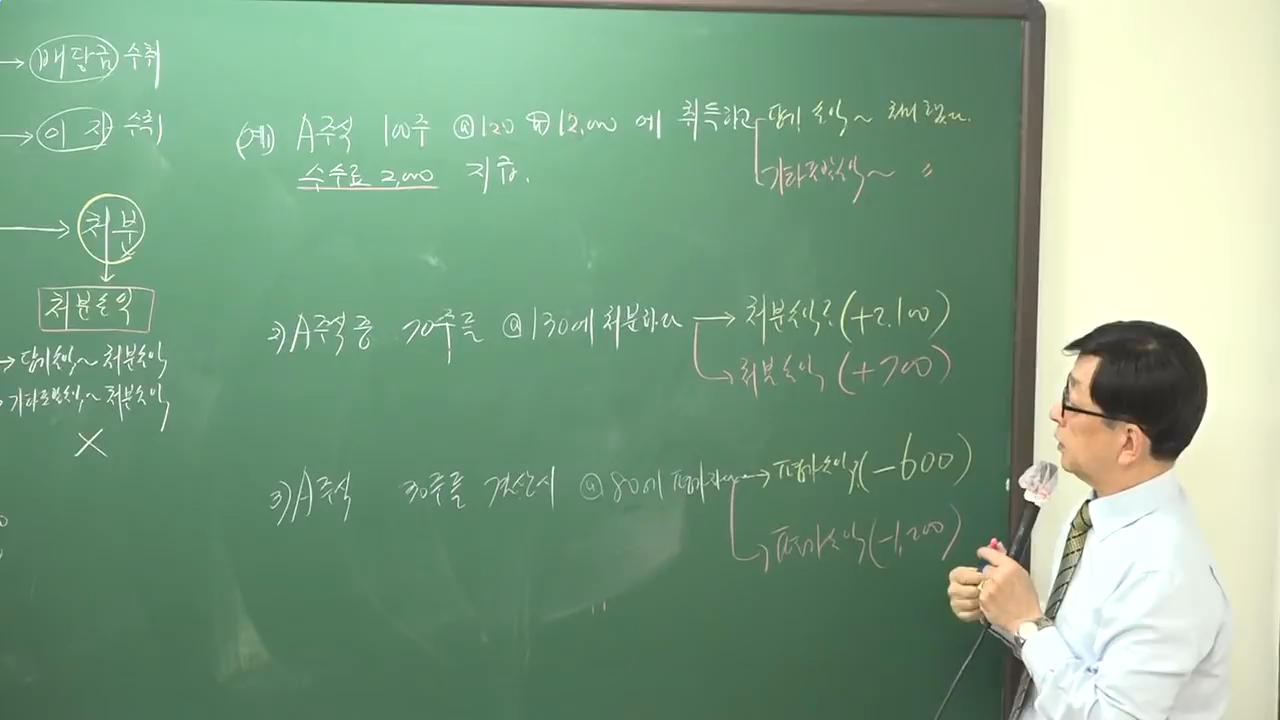 → 배당금 수취
→ 이자 수취
→ 처분
처분손익
→ 당기손익~ 처분손익
기타포괄손익~ 처분손익
X
(예) A주식 100주 @120 ₩12,000 에 취득하고 당기손익~ 처리했다.
수수료 2,000 지급. 기타포괄손익~ 〃
2) A주식 중 70주를 @130에 처분하다 → 처분손익? (+2,100)
처분손익 (+700)
3) A주식 30주를 결산시 @80에 평가 → 평가손익 (-600)
평가손익 (-1,200)